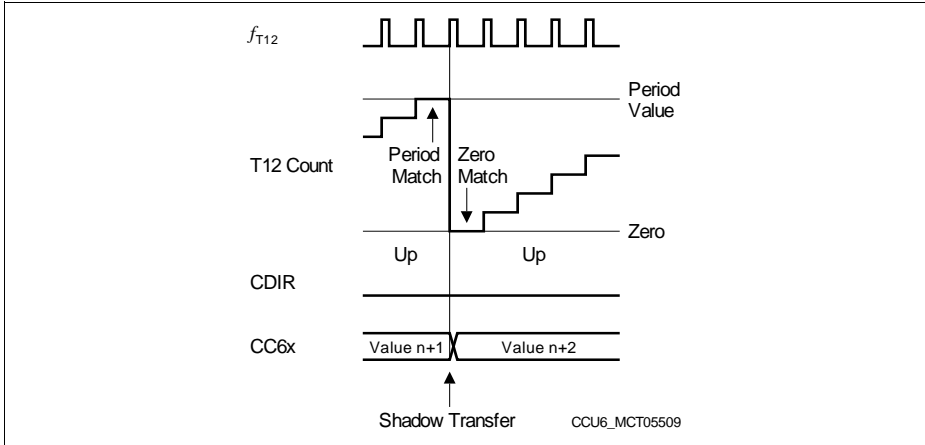 fT12
Period
Value
T12 Count
Period
Match
Zero
Match
Zero
Up
Up
CDIR
CC6x
Value n+1
Value n+2
Shadow Transfer
CCU6_MCT05509